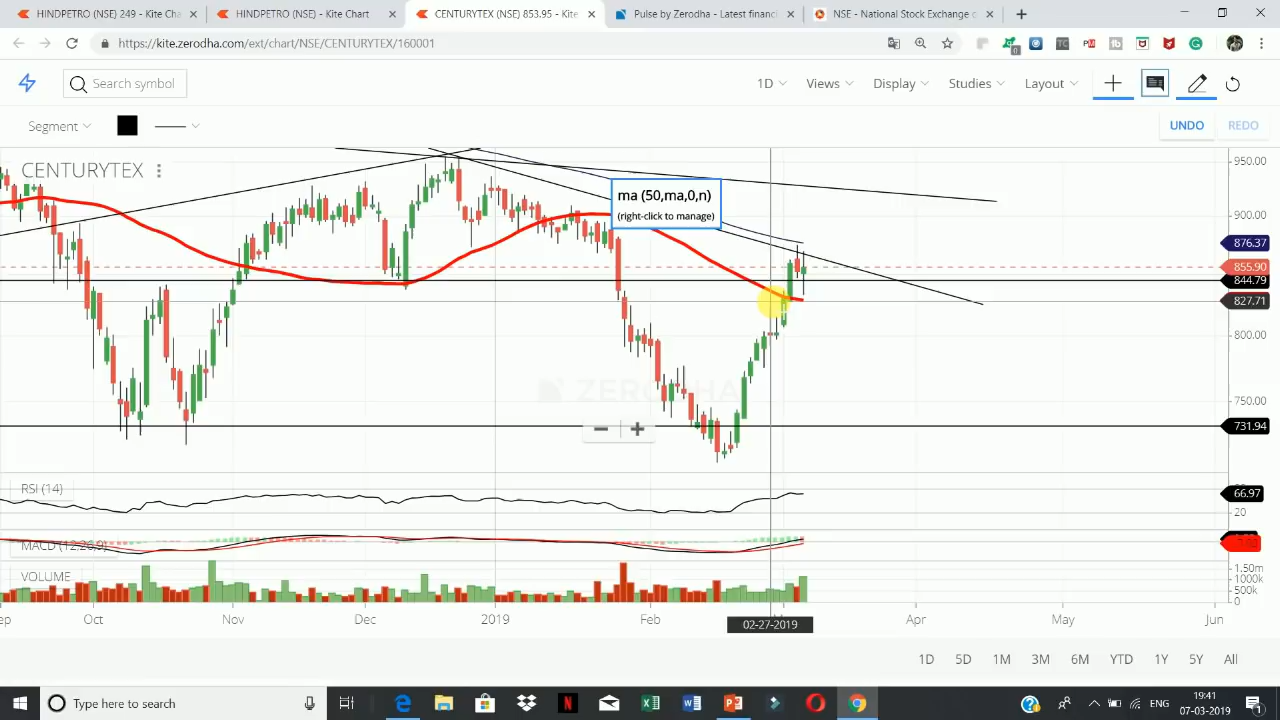 HINDPETRO (NSE) 249 - Kite Cha
HINDPETRO (NSE) - Kite Chart
CENTURYTEX (NSE) 853.95 - Kite
Pulse by Zerodha - Latest financi
NSE - National Stock Exchange o
https://kite.zerodha.com/ext/chart/NSE/CENTURYTEX/160001
Search symbol
1D
Views
Display
Studies
Layout
Segment
UNDO
REDO
CENTURYTEX
ma (50,ma,0,n)
(right-click to manage)
950.00
900.00
876.37
855.90
844.79
827.71
800.00
750.00
731.94
ZERODHA
RSI (14)
66.97
20
MACD (12,26,9)
VOLUME
1.50m
1000k
500k
0
Oct
Nov
Dec
2019
Feb
02-27-2019
Apr
May
Jun
1D 5D 1M 3M 6M YTD 1Y 5Y All
Type here to search
ENG
19:41
07-03-2019